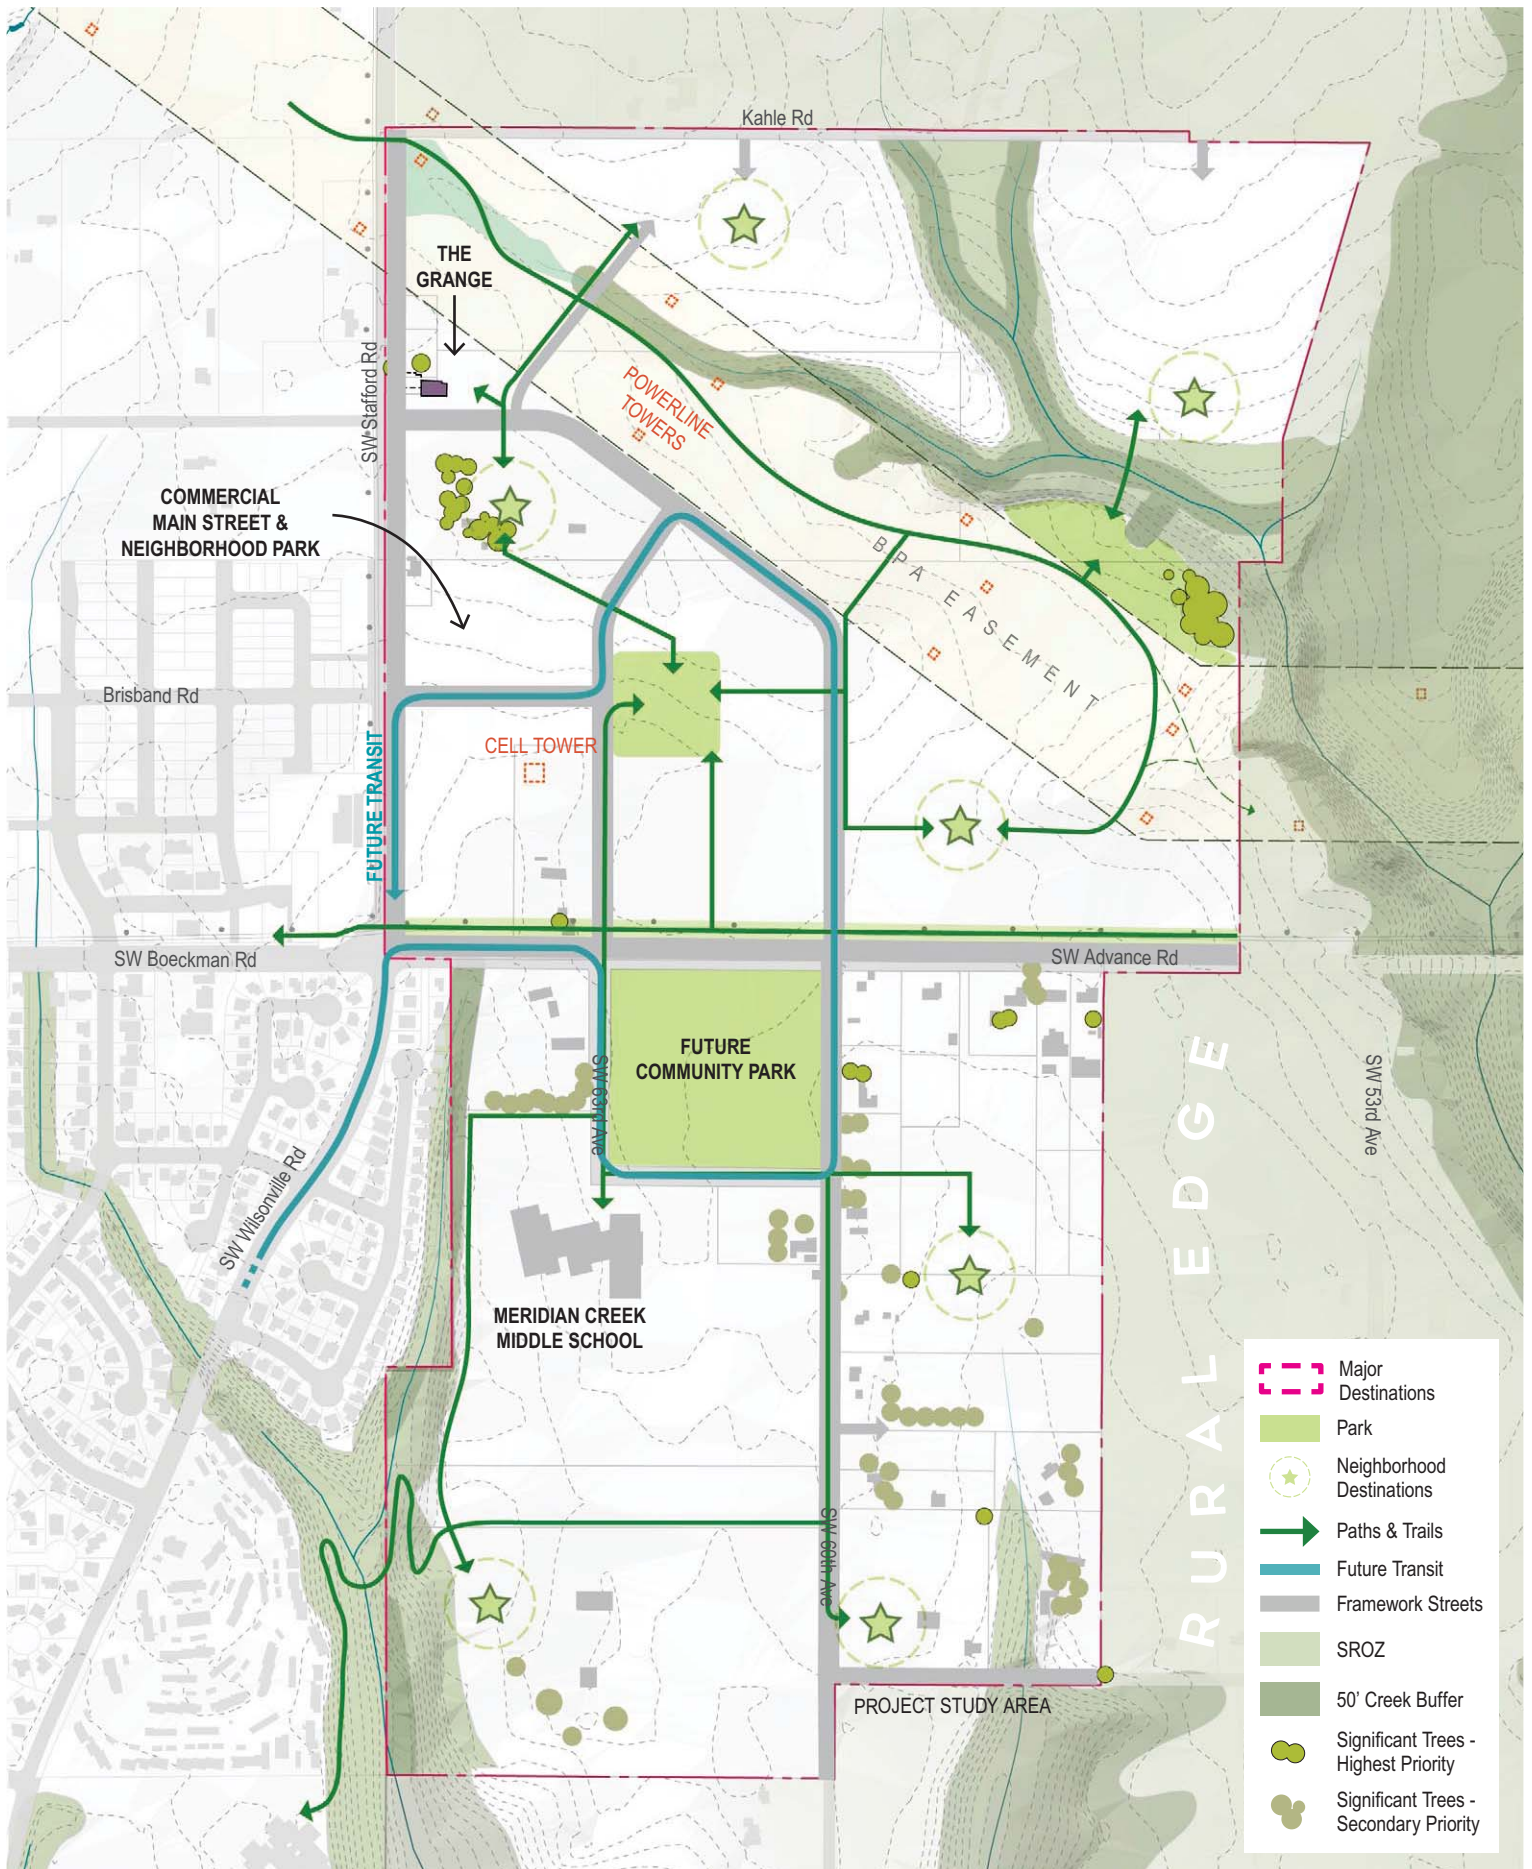 Kahle Rd
THE
GRANGE
SW Stafford Rd
POWERLINE
TOWERS
COMMERCIAL
MAIN STREET &
NEIGHBORHOOD PARK
BPA EASEMENT
Brisband Rd
CELL TOWER
FUTURE TRANSIT
SW Boeckman Rd
SW Advance Rd
FUTURE
COMMUNITY PARK
SW 63rd Ave
SW 53rd Ave
RURAL EDGE
SW Wilsonville Rd
MERIDIAN CREEK
MIDDLE SCHOOL
SW 60th Ave
PROJECT STUDY AREA
Major
Destinations
Park
Neighborhood
Destinations
Paths & Trails
Future Transit
Framework Streets
SROZ
50' Creek Buffer
Significant Trees -
Highest Priority
Significant Trees -
Secondary Priority